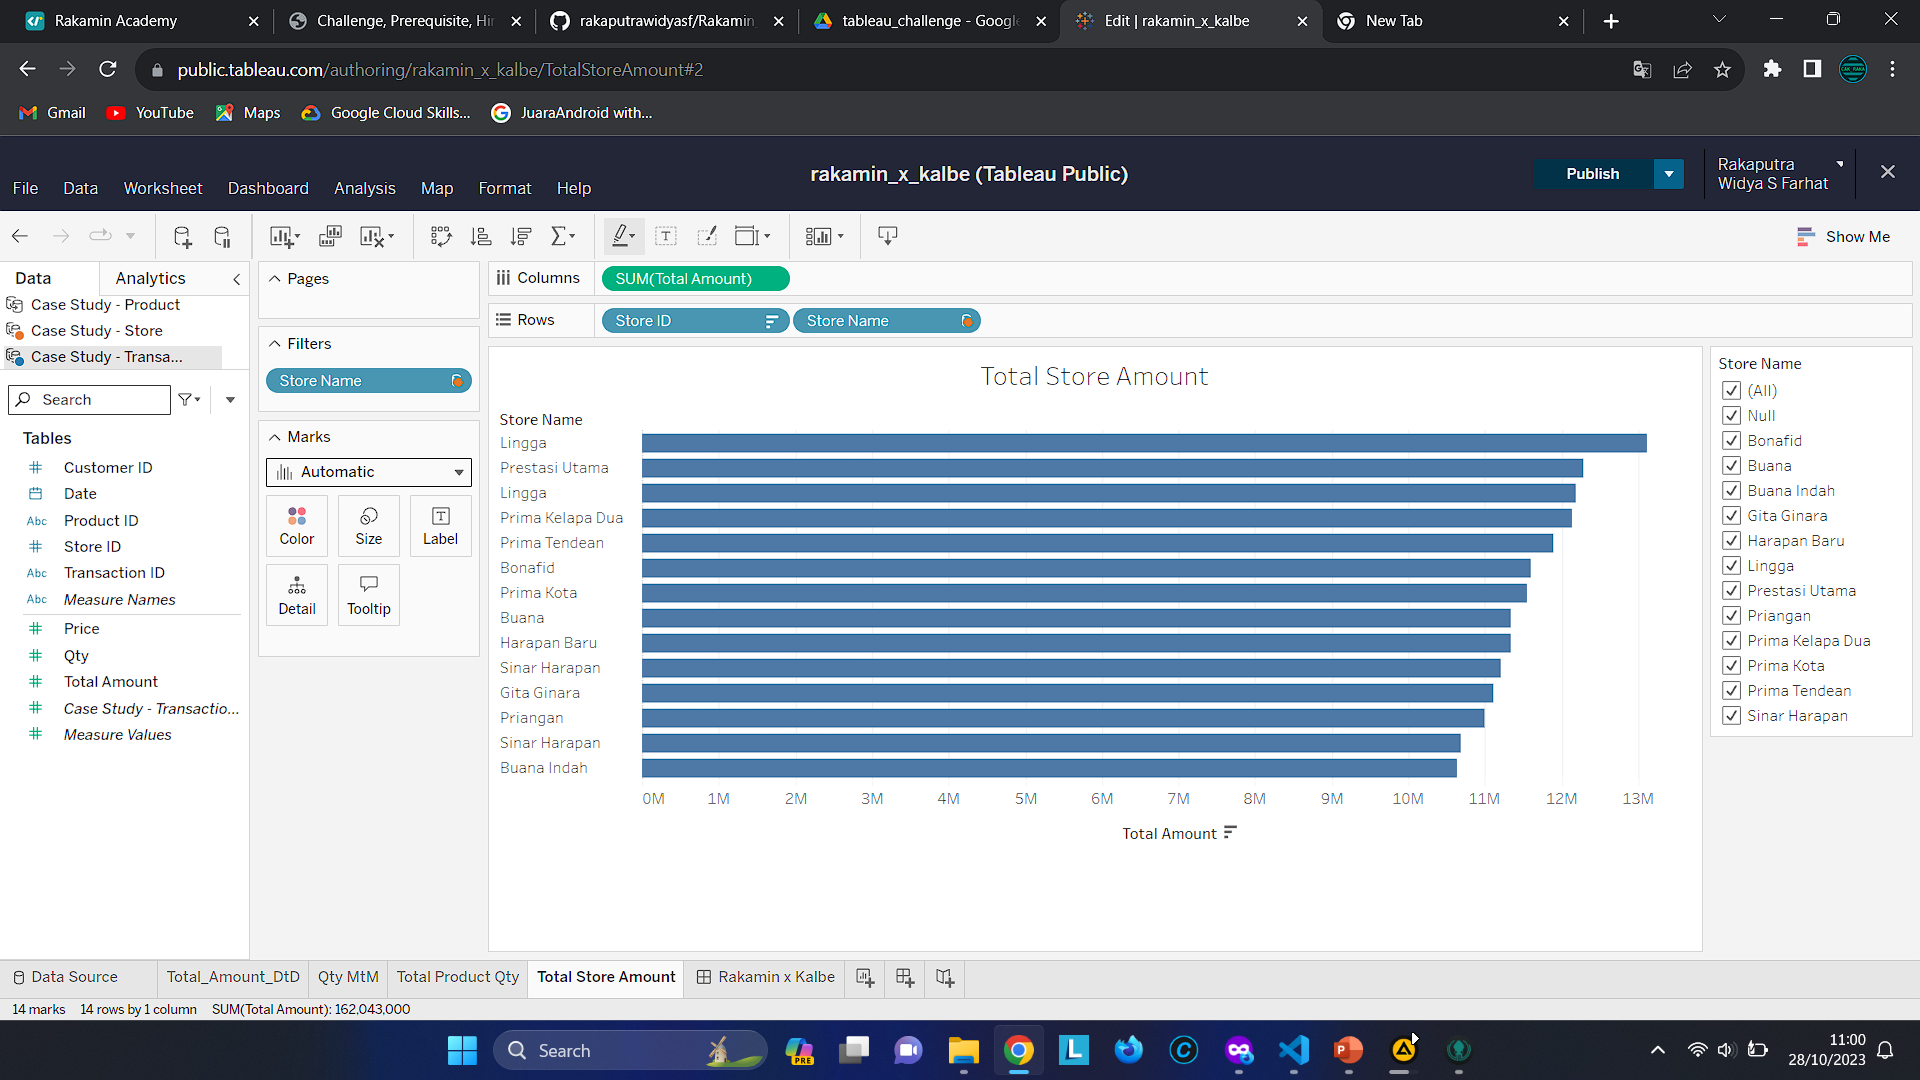 Rakamin Academy
Challenge, Prerequisite, Hin
rakaputrawidyasf/Rakamin_
tableau_challenge - Google
Edit | rakamin_x_kalbe
New Tab
public.tableau.com/authoring/rakamin_x_kalbe/TotalStoreAmount#2
Gmail
YouTube
Maps
Google Cloud Skills...
JuaraAndroid with...
rakamin_x_kalbe (Tableau Public)
File Data Worksheet Dashboard Analysis Map Format Help
Publish
Rakaputra
Widya S Farhat
Show Me
Data
Analytics
Case Study - Product
Case Study - Store
Case Study - Transa...
Search
Tables
Customer ID
Date
Abc Product ID
Store ID
Abc Transaction ID
Abc Measure Names
Price
Qty
Total Amount
Case Study - Transactio...
Measure Values
Pages
Filters
Store Name
Marks
Automatic
Color
Size
Label
Detail
Tooltip
Columns
SUM(Total Amount)
Rows
Store ID
Store Name
Total Store Amount
Store Name
Lingga
Prestasi Utama
Lingga
Prima Kelapa Dua
Prima Tendean
Bonafid
Prima Kota
Buana
Harapan Baru
Sinar Harapan
Gita Ginara
Priangan
Sinar Harapan
Buana Indah
0M 1M 2M 3M 4M 5M 6M 7M 8M 9M 10M 11M 12M 13M
Total Amount
Store Name
(All)
Null
Bonafid
Buana
Buana Indah
Gita Ginara
Harapan Baru
Lingga
Prestasi Utama
Priangan
Prima Kelapa Dua
Prima Kota
Prima Tendean
Sinar Harapan
Data Source
Total_Amount_DtD
Qty MtM
Total Product Qty
Total Store Amount
Rakamin x Kalbe
14 marks 14 rows by 1 column SUM(Total Amount): 162,043,000
Search
PRE
11:00
28/10/2023